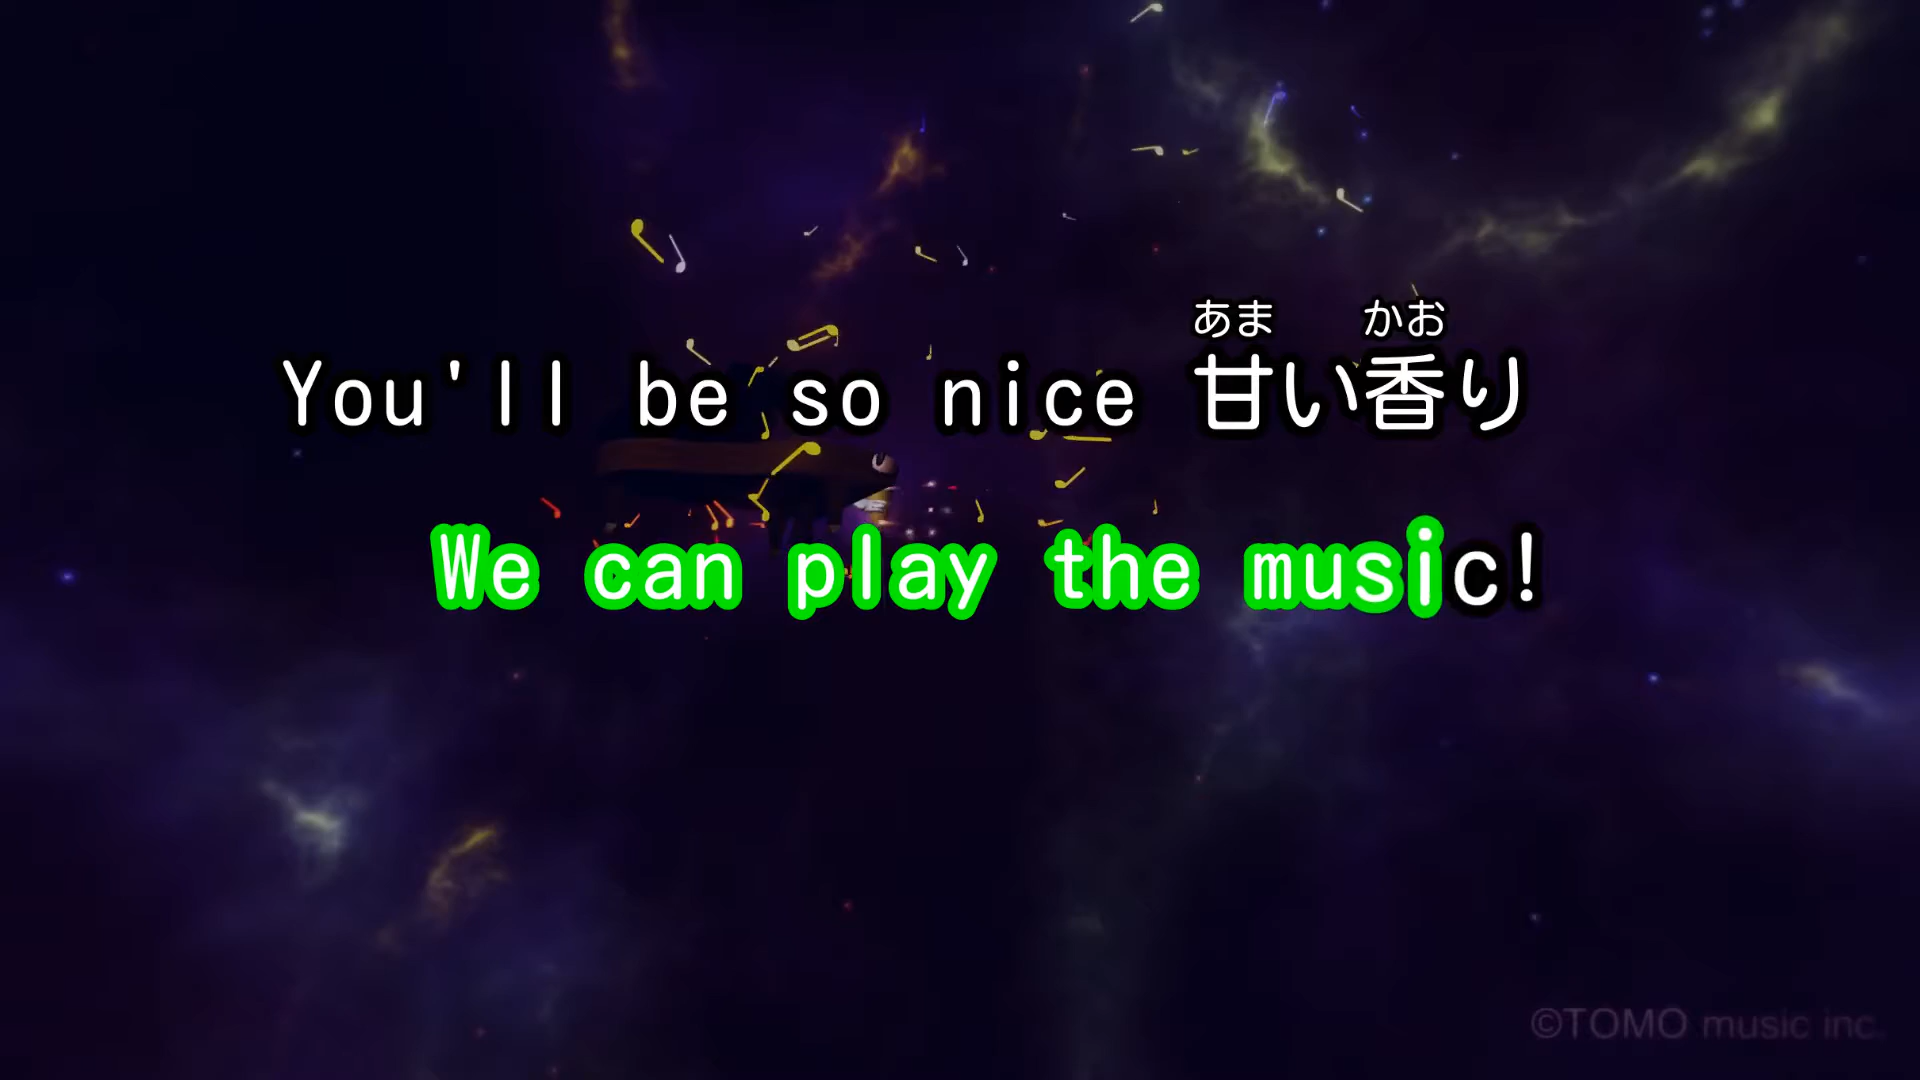 あま かお
You'll be so nice 甘い香り
We can play the music!
©TOMO music inc.